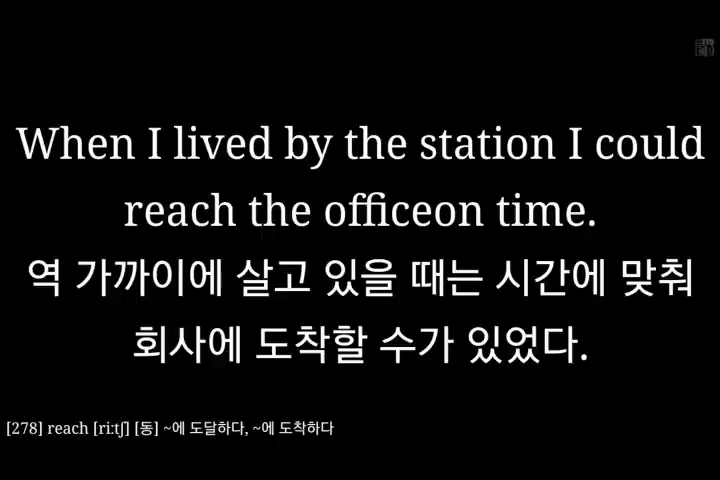 When I lived by the station I could
reach the officeon time.
역 가까이에 살고 있을 때는 시간에 맞춰
회사에 도착할 수가 있었다.
[278] reach [ri:tʃ] [동] ~에 도달하다, ~에 도착하다